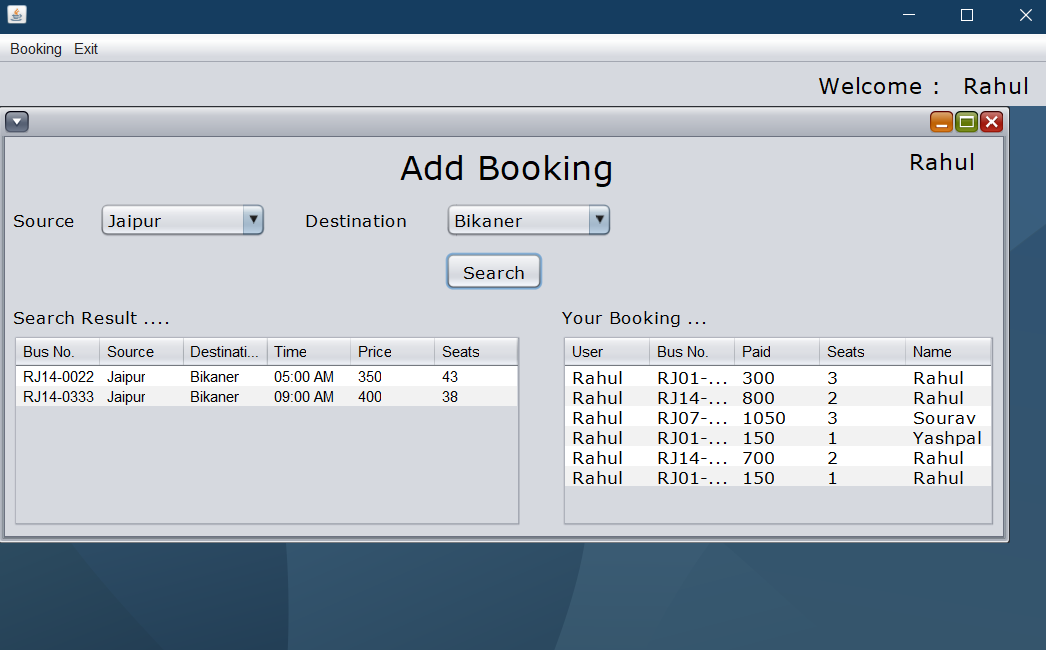 Booking Exit
Welcome : Rahul
Add Booking
Rahul
Source Jaipur Destination Bikaner
Search
Search Result ....
Bus No. Source Destinati... Time Price Seats
RJ14-0022 Jaipur Bikaner 05:00 AM 350 43
RJ14-0333 Jaipur Bikaner 09:00 AM 400 38
Your Booking ...
User Bus No. Paid Seats Name
Rahul RJ01-... 300 3 Rahul
Rahul RJ14-... 800 2 Rahul
Rahul RJ07-... 1050 3 Sourav
Rahul RJ01-... 150 1 Yashpal
Rahul RJ14-... 700 2 Rahul
Rahul RJ01-... 150 1 Rahul